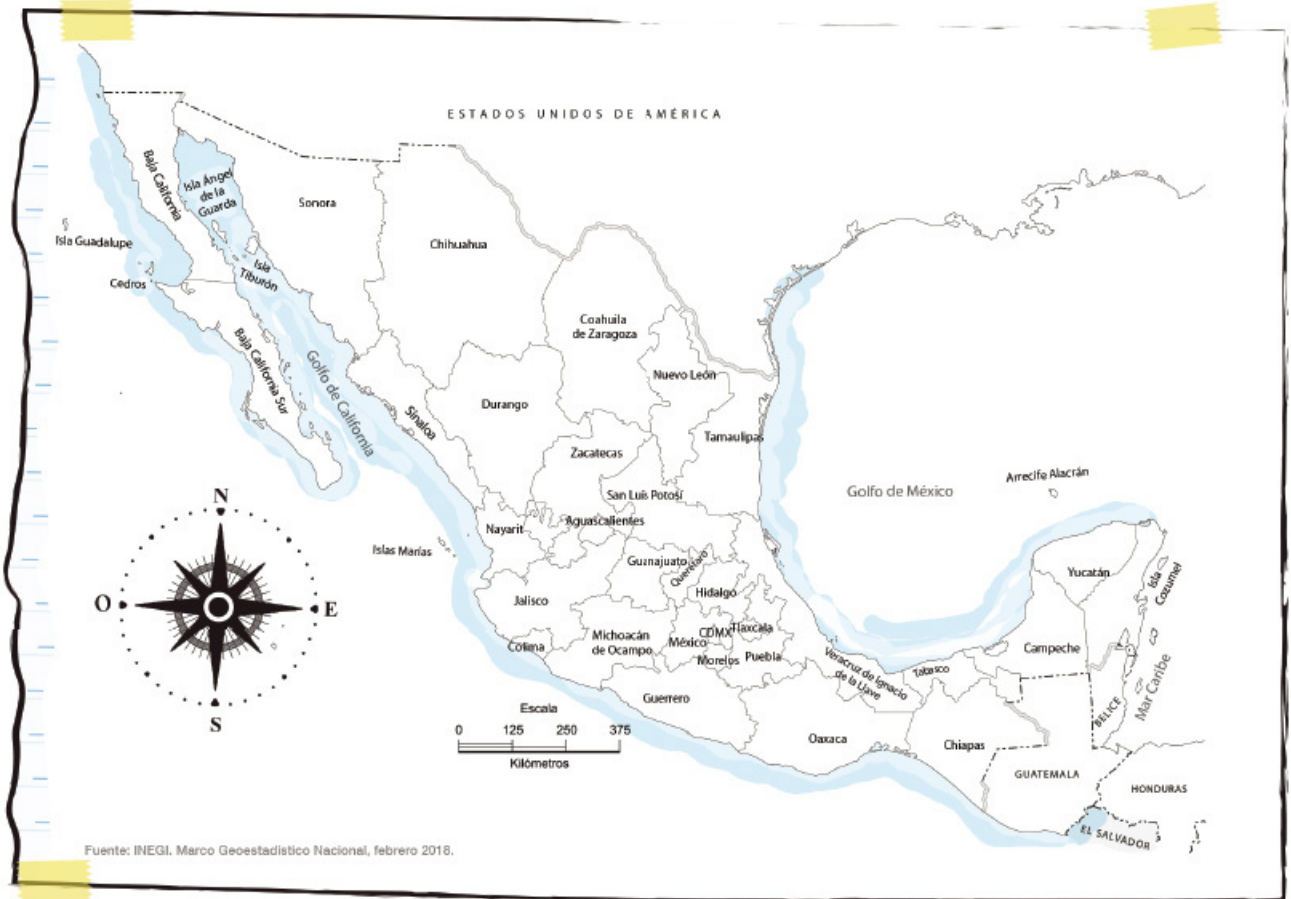 ESTADOS UNIDOS DE AMÉRICA
Baja California
Isla Ángel
de la
Guarda
Sonora
Chihuahua
Isla Guadalupe
Cedros
Isla
Tiburón
Coahuila
de Zaragoza
Baja California Sur
Golfo de California
Sinaloa
Durango
Nuevo León
Tamaulipas
Zacatecas
San Luis Potosí
Golfo de México
Arrecife Alacrán
N
O
E
S
Islas Marías
Nayarit
Aguascalientes
Guanajuato
Querétaro
Hidalgo
Yucatán
Isla
Cozumel
Jalisco
Colima
Michoacán
de Ocampo
México
CDMX
Tlaxcala
Morelos
Puebla
Veracruz de Ignacio
de la Llave
Tabasco
Campeche
Mar Caribe
BELICE
Guerrero
Oaxaca
Chiapas
GUATEMALA
HONDURAS
EL SALVADOR
Escala
0 125 250 375
Kilómetros
Fuente: INEGI. Marco Geoestadístico Nacional, febrero 2018.